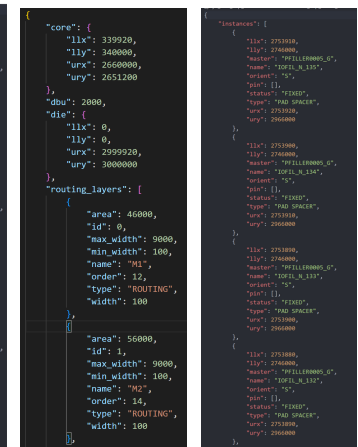 {
"core": {
"llx": 339920,
"lly": 340000,
"urx": 2660000,
"ury": 2651200
},
"dbu": 2000,
"die": {
"llx": 0,
"lly": 0,
"urx": 2999920,
"ury": 3000000
},
"routing_layers": [
{
"area": 46000,
"id": 0,
"max_width": 9000,
"min_width": 100,
"name": "M1",
"order": 12,
"type": "ROUTING",
"width": 100
},
{
"area": 56000,
"id": 1,
"max_width": 9000,
"min_width": 100,
"name": "M2",
"order": 14,
"type": "ROUTING",
"width": 100
},
{
"instances": [
{
"llx": 2753910,
"lly": 2746000,
"master": "PFILLER0005_G",
"name": "IOFIL_N_135",
"orient": "S",
"pin": [],
"status": "FIXED",
"type": "PAD SPACER",
"urx": 2753920,
"ury": 2966000
},
{
"llx": 2753900,
"lly": 2746000,
"master": "PFILLER0005_G",
"name": "IOFIL_N_134",
"orient": "S",
"pin": [],
"status": "FIXED",
"type": "PAD SPACER",
"urx": 2753910,
"ury": 2966000
},
{
"llx": 2753890,
"lly": 2746000,
"master": "PFILLER0005_G",
"name": "IOFIL_N_133",
"orient": "S",
"pin": [],
"status": "FIXED",
"type": "PAD SPACER",
"urx": 2753900,
"ury": 2966000
},
{
"llx": 2753880,
"lly": 2746000,
"master": "PFILLER0005_G",
"name": "IOFIL_N_132",
"orient": "S",
"pin": [],
"status": "FIXED",
"type": "PAD SPACER",
"urx": 2753890,
"ury": 2966000
},